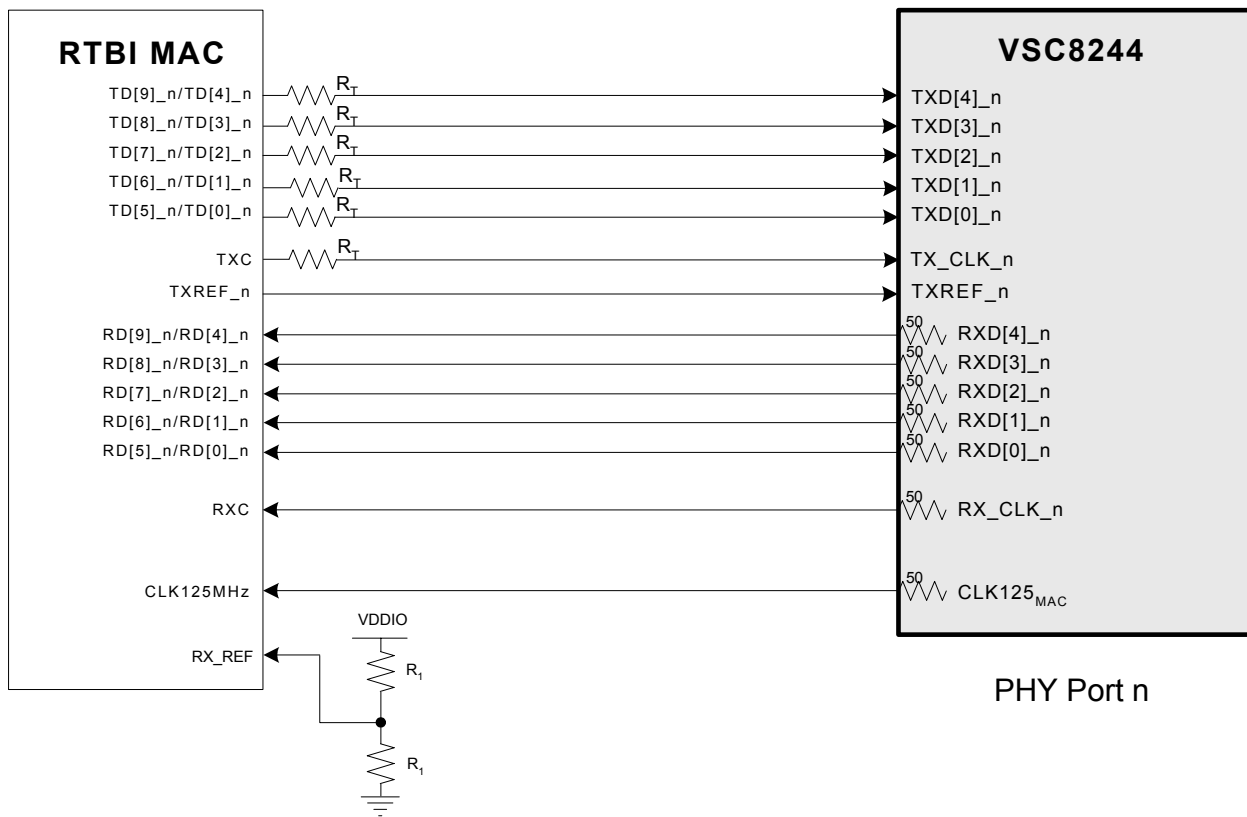 RTBI MAC
VSC8244
TD[9]_n/TD[4]_n
R_T
TXD[4]_n
TD[8]_n/TD[3]_n
R_T
TXD[3]_n
TD[7]_n/TD[2]_n
R_T
TXD[2]_n
TD[6]_n/TD[1]_n
R_T
TXD[1]_n
TD[5]_n/TD[0]_n
R_T
TXD[0]_n
TXC
R_T
TX_CLK_n
TXREF_n
TXREF_n
RD[9]_n/RD[4]_n
50
RXD[4]_n
RD[8]_n/RD[3]_n
50
RXD[3]_n
RD[7]_n/RD[2]_n
50
RXD[2]_n
RD[6]_n/RD[1]_n
50
RXD[1]_n
RD[5]_n/RD[0]_n
50
RXD[0]_n
RXC
50
RX_CLK_n
CLK125MHz
50
CLK125_MAC
VDDIO
RX_REF
R_1
R_1
PHY Port n